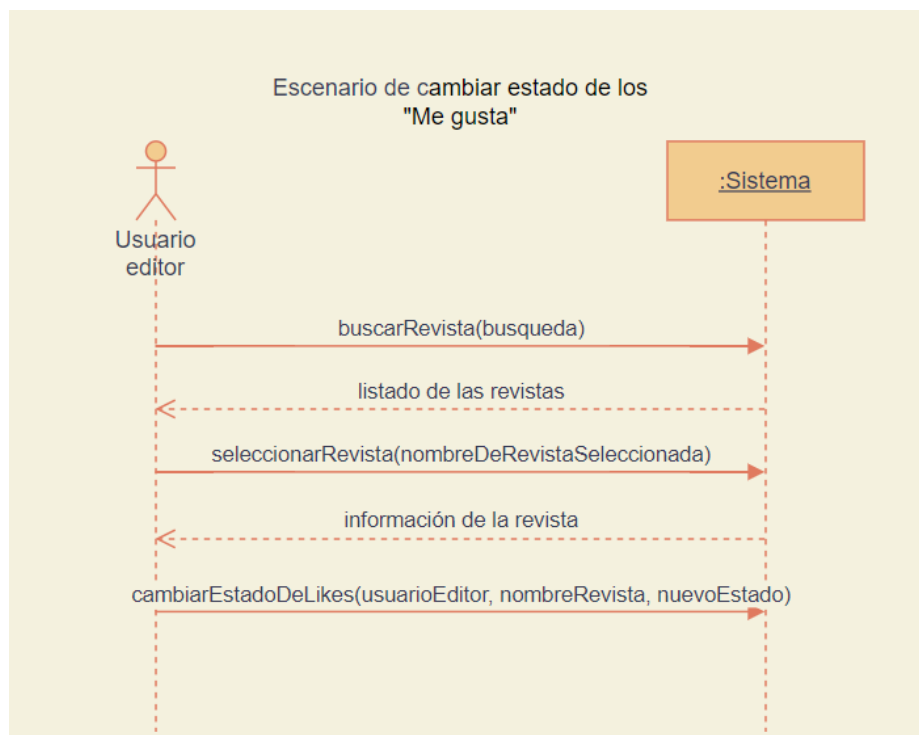 Escenario de cambiar estado de los
"Me gusta"
:Sistema
Usuario
editor
buscarRevista(busqueda)
listado de las revistas
seleccionarRevista(nombreDeRevistaSeleccionada)
información de la revista
cambiarEstadoDeLikes(usuarioEditor, nombreRevista, nuevoEstado)